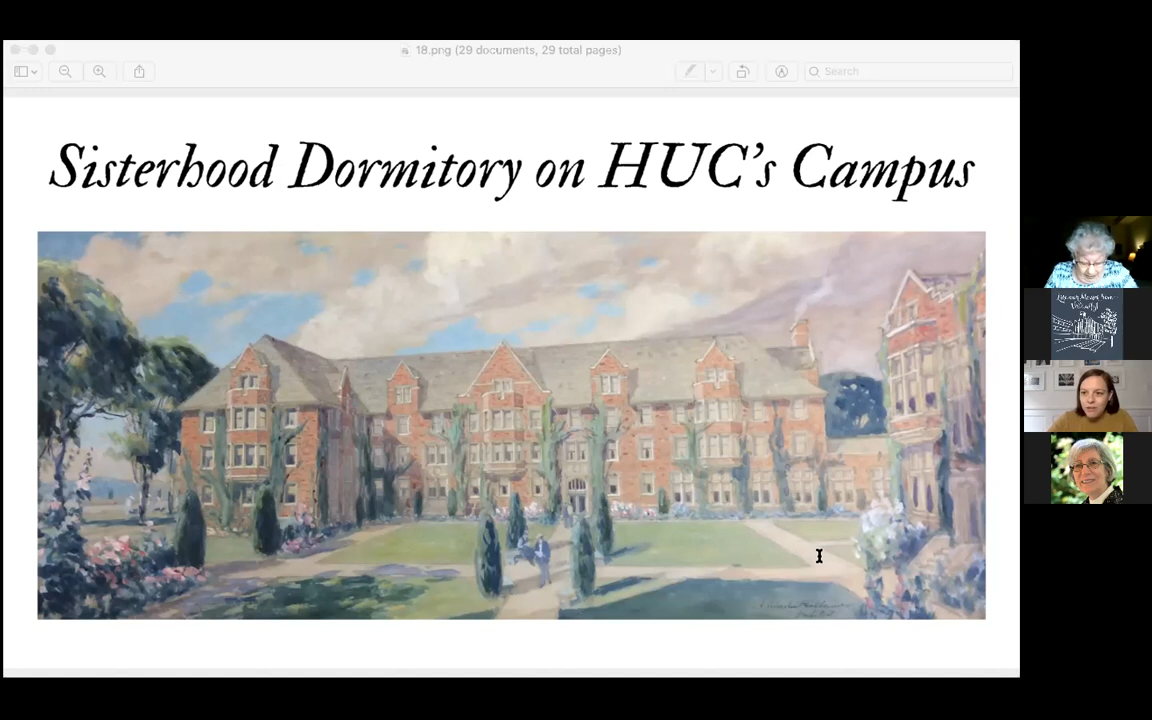 18.png (29 documents, 29 total pages)
Search
Sisterhood Dormitory on HUC's Campus